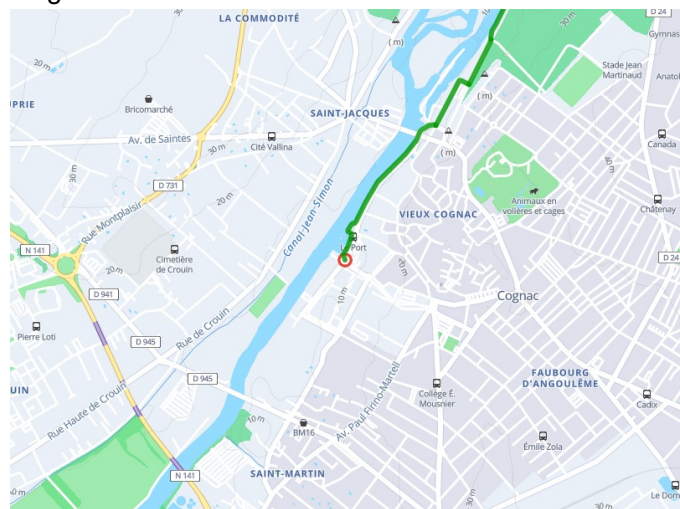 LA COMMODITÉ
D 24
30 m
30 m
Gymnas
20 m
( m)
Stade Jean
Martinaud
Anatol
( m)
UPRIE
Bricomarché
SAINT-JACQUES
Av. de Saintes
Cité Vallina
( m)
Canada
30 m
30 m
D 731
20 m
Animaux en
volières et cages
Châtenay
Rue Montplaisir
Canal Jean Simon
VIEUX COGNAC
N 141
Cimetière
de Crouin
Le Port
20 m
D 24
20 m
10 m
D 941
Cognac
Pierre Loti
Rue de Crouin
D 945
D 945
FAUBOURG
D'ANGOULÊME
UIN
Rue Haute de Crouin
Av. Paul Firino-Martell
Collège É.
Mousnier
Cadix
10 m
BM16
Émile Zola
N 141
SAINT-MARTIN
Le Dom
30 m
20 m